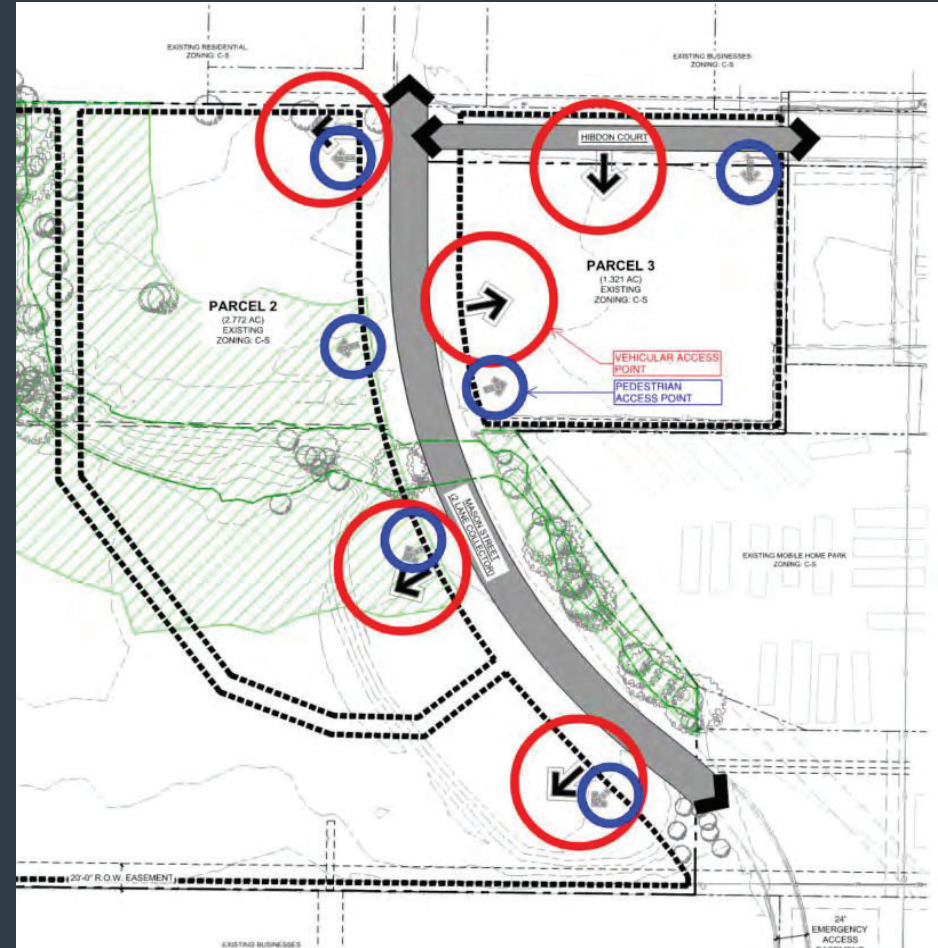 EXISTING RESIDENTIAL
ZONING: C-S
EXISTING BUSINESSES
ZONING: C-S
HIBDON COURT
PARCEL 3
(1.321 AC)
EXISTING
ZONING: C-S
PARCEL 2
(2.772 AC)
EXISTING
ZONING: C-S
VEHICULAR ACCESS
POINT
PEDESTRIAN
ACCESS POINT
MASON STREET
(2 LANE COLLECTOR)
EXISTING MOBILE HOME PARK
ZONING: C-S
20'-0" R.O.W. EASEMENT
24'
EMERGENCY
ACCESS
EASEMENT
EXISTING BUSINESSES